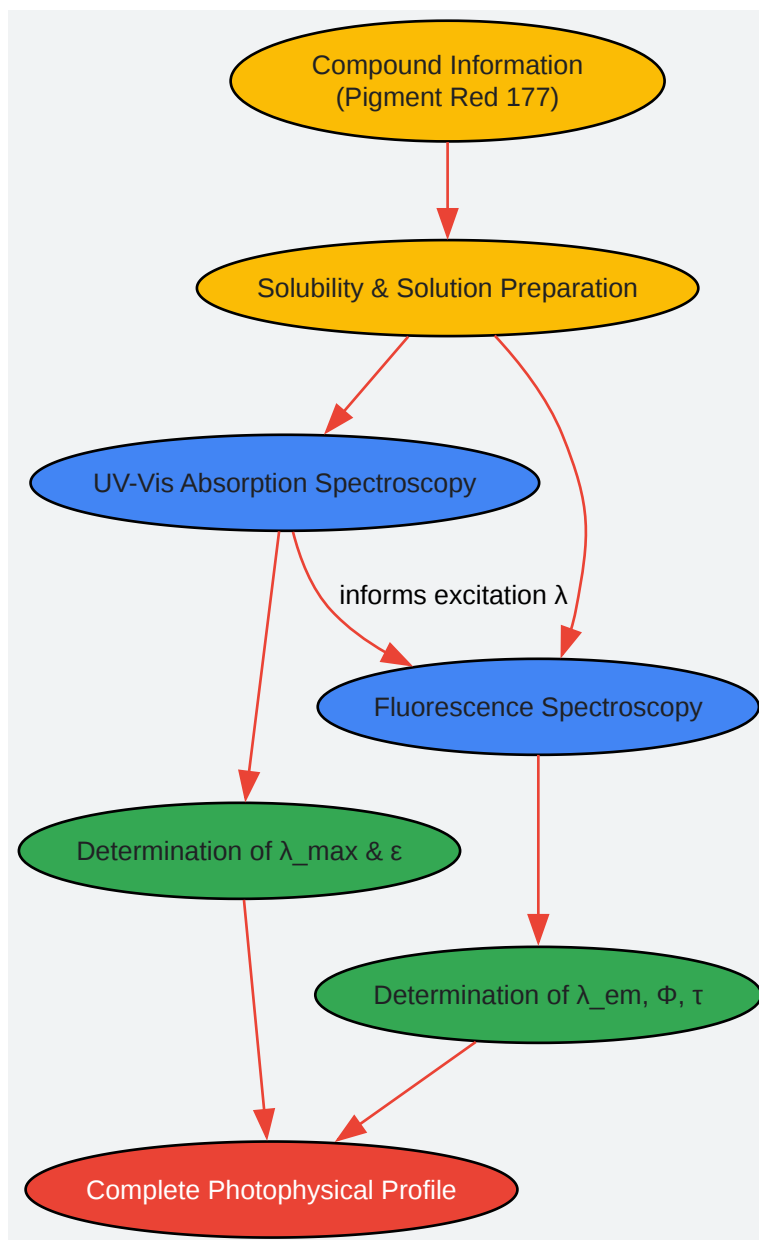 Compound Information
(Pigment Red 177)
Solubility & Solution Preparation
UV-Vis Absorption Spectroscopy
informs excitation λ
Fluorescence Spectroscopy
Determination of λ_max & ε
Determination of λ_em, Φ, τ
Complete Photophysical Profile